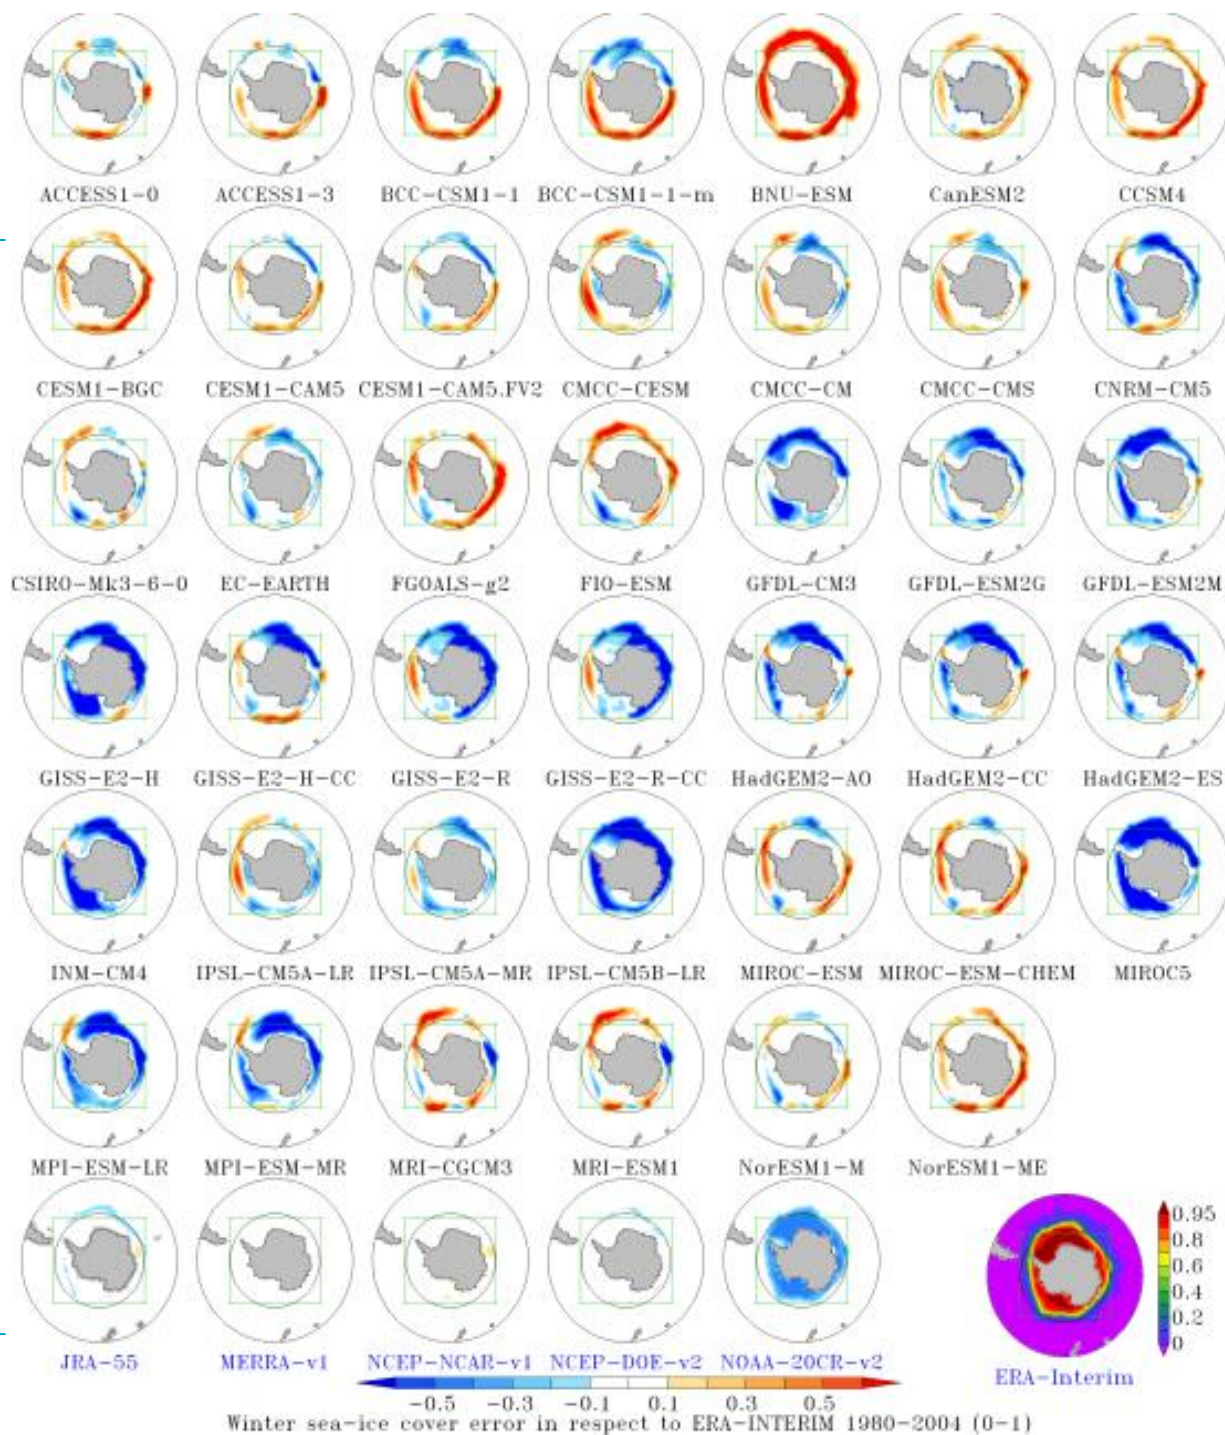 ACCESS1-0 ACCESS1-3 BCC-CSM1-1 BCC-CSM1-1-m BNU-ESM CanESM2 CCSM4
CESM1-BGC CESM1-CAM5 CESM1-CAM5.FV2 CMCC-CESM CMCC-CM CMCC-CMS CNRM-CM5
CSIRO-Mk3-6-0 EC-EARTH FGOALS-g2 FIO-ESM GFDL-CM3 GFDL-ESM2G GFDL-ESM2M
GISS-E2-H GISS-E2-H-CC GISS-E2-R GISS-E2-R-CC HadGEM2-AO HadGEM2-CC HadGEM2-ES
INM-CM4 IPSL-CM5A-LR IPSL-CM5A-MR IPSL-CM5B-LR MIROC-ESM MIROC-ESM-CHEM MIROC5
MPI-ESM-LR MPI-ESM-MR MRI-CGCM3 MRI-ESM1 NorESM1-M NorESM1-ME
0.95
0.8
0.6
0.4
0.2
0
JRA-55 MERRA-v1 NCEP-NCAR-v1 NCEP-DOE-v2 NOAA-20CR-v2 ERA-Interim
-0.5 -0.3 -0.1 0.1 0.3 0.5
Winter sea-ice cover error in respect to ERA-INTERIM 1980-2004 (0-1)